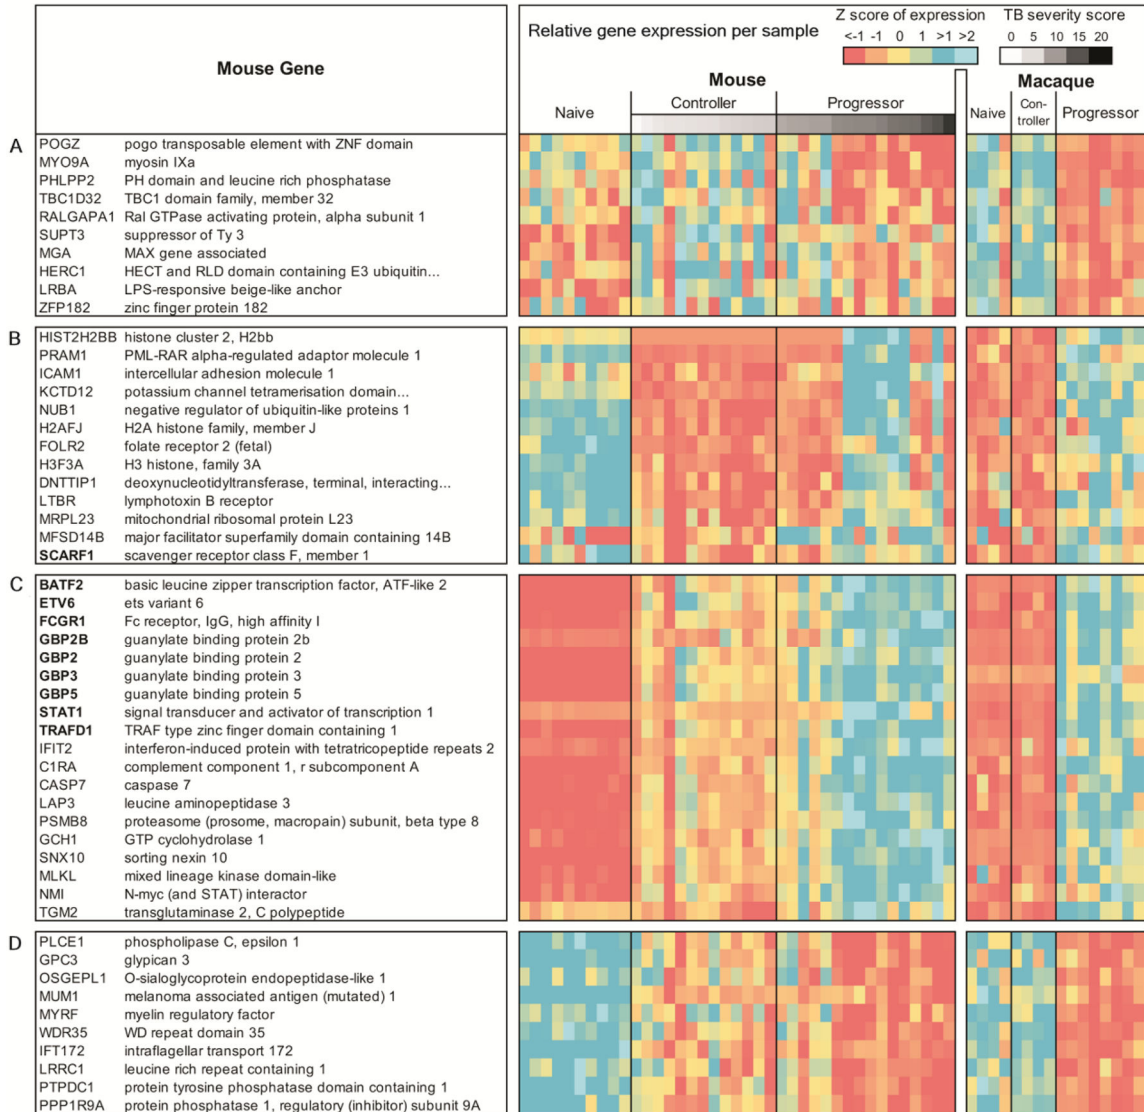 Mouse Gene
Relative gene expression per sample
Z score of expression
<-1 -1 0 1 >1 >2
TB severity score
0 5 10 15 20
Mouse
Macaque
Naive
Controller
Progressor
Naive
Con-
troller
Progressor
A
POGZ pogo transposable element with ZNF domain
MYO9A myosin IXa
PHLPP2 PH domain and leucine rich phosphatase
TBC1D32 TBC1 domain family, member 32
RALGAPA1 Ral GTPase activating protein, alpha subunit 1
SUPT3 suppressor of Ty 3
MGA MAX gene associated
HERC1 HECT and RLD domain containing E3 ubiquitin...
LRBA LPS-responsive beige-like anchor
ZFP182 zinc finger protein 182
B
HIST2H2BB histone cluster 2, H2bb
PRAM1 PML-RAR alpha-regulated adaptor molecule 1
ICAM1 intercellular adhesion molecule 1
KCTD12 potassium channel tetramerisation domain...
NUB1 negative regulator of ubiquitin-like proteins 1
H2AFJ H2A histone family, member J
FOLR2 folate receptor 2 (fetal)
H3F3A H3 histone, family 3A
DNTTIP1 deoxynucleotidyltransferase, terminal, interacting...
LTBR lymphotoxin B receptor
MRPL23 mitochondrial ribosomal protein L23
MFSD14B major facilitator superfamily domain containing 14B
SCARF1 scavenger receptor class F, member 1
C
BATF2 basic leucine zipper transcription factor, ATF-like 2
ETV6 ets variant 6
FCGR1 Fc receptor, IgG, high affinity I
GBP2B guanylate binding protein 2b
GBP2 guanylate binding protein 2
GBP3 guanylate binding protein 3
GBP5 guanylate binding protein 5
STAT1 signal transducer and activator of transcription 1
TRAFD1 TRAF type zinc finger domain containing 1
IFIT2 interferon-induced protein with tetratricopeptide repeats 2
C1RA complement component 1, r subcomponent A
CASP7 caspase 7
LAP3 leucine aminopeptidase 3
PSMB8 proteasome (prosome, macropain) subunit, beta type 8
GCH1 GTP cyclohydrolase 1
SNX10 sorting nexin 10
MLKL mixed lineage kinase domain-like
NMI N-myc (and STAT) interactor
TGM2 transglutaminase 2, C polypeptide
D
PLCE1 phospholipase C, epsilon 1
GPC3 glypican 3
OSGEPL1 O-sialoglycoprotein endopeptidase-like 1
MUM1 melanoma associated antigen (mutated) 1
MYRF myelin regulatory factor
WDR35 WD repeat domain 35
IFT172 intraflagellar transport 172
LRRC1 leucine rich repeat containing 1
PTPDC1 protein tyrosine phosphatase domain containing 1
PPP1R9A protein phosphatase 1, regulatory (inhibitor) subunit 9A